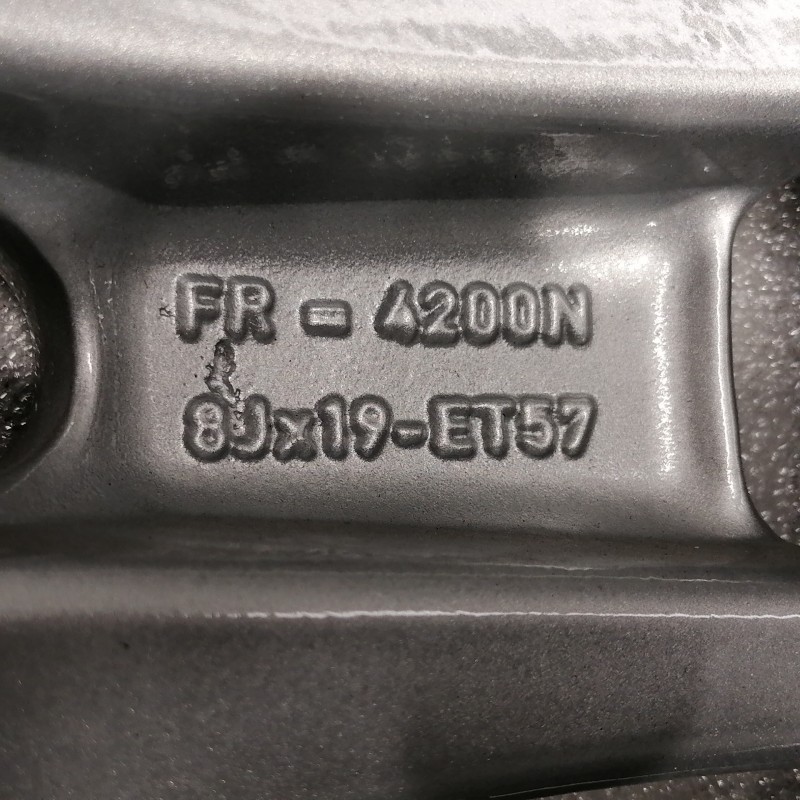 FR = 4200N
8Jx19-ET57